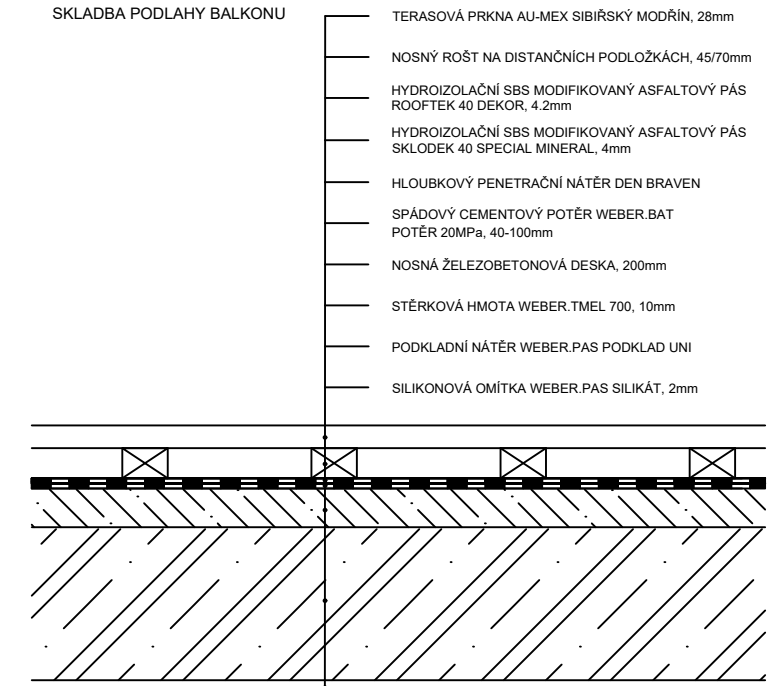 SKLADBA PODLAHY BALKONU
TERASOVÁ PRKNA AU-MEX SIBIŘSKÝ MODŘÍN, 28mm
NOSNÝ ROŠT NA DISTANČNÍCH PODLOŽKÁCH, 45/70mm
HYDROIZOLAČNÍ SBS MODIFIKOVANÝ ASFALTOVÝ PÁS
ROOFTEK 40 DEKOR, 4.2mm
HYDROIZOLAČNÍ SBS MODIFIKOVANÝ ASFALTOVÝ PÁS
SKLODEK 40 SPECIAL MINERAL, 4mm
HLOUBKOVÝ PENETRAČNÍ NÁTĚR DEN BRAVEN
SPÁDOVÝ CEMENTOVÝ POTĚR WEBER.BAT
POTĚR 20MPa, 40-100mm
NOSNÁ ŽELEZOBETONOVÁ DESKA, 200mm
STĚRKOVÁ HMOTA WEBER.TMEL 700, 10mm
PODKLADNÍ NÁTĚR WEBER.PAS PODKLAD UNI
SILIKONOVÁ OMÍTKA WEBER.PAS SILIKÁT, 2mm